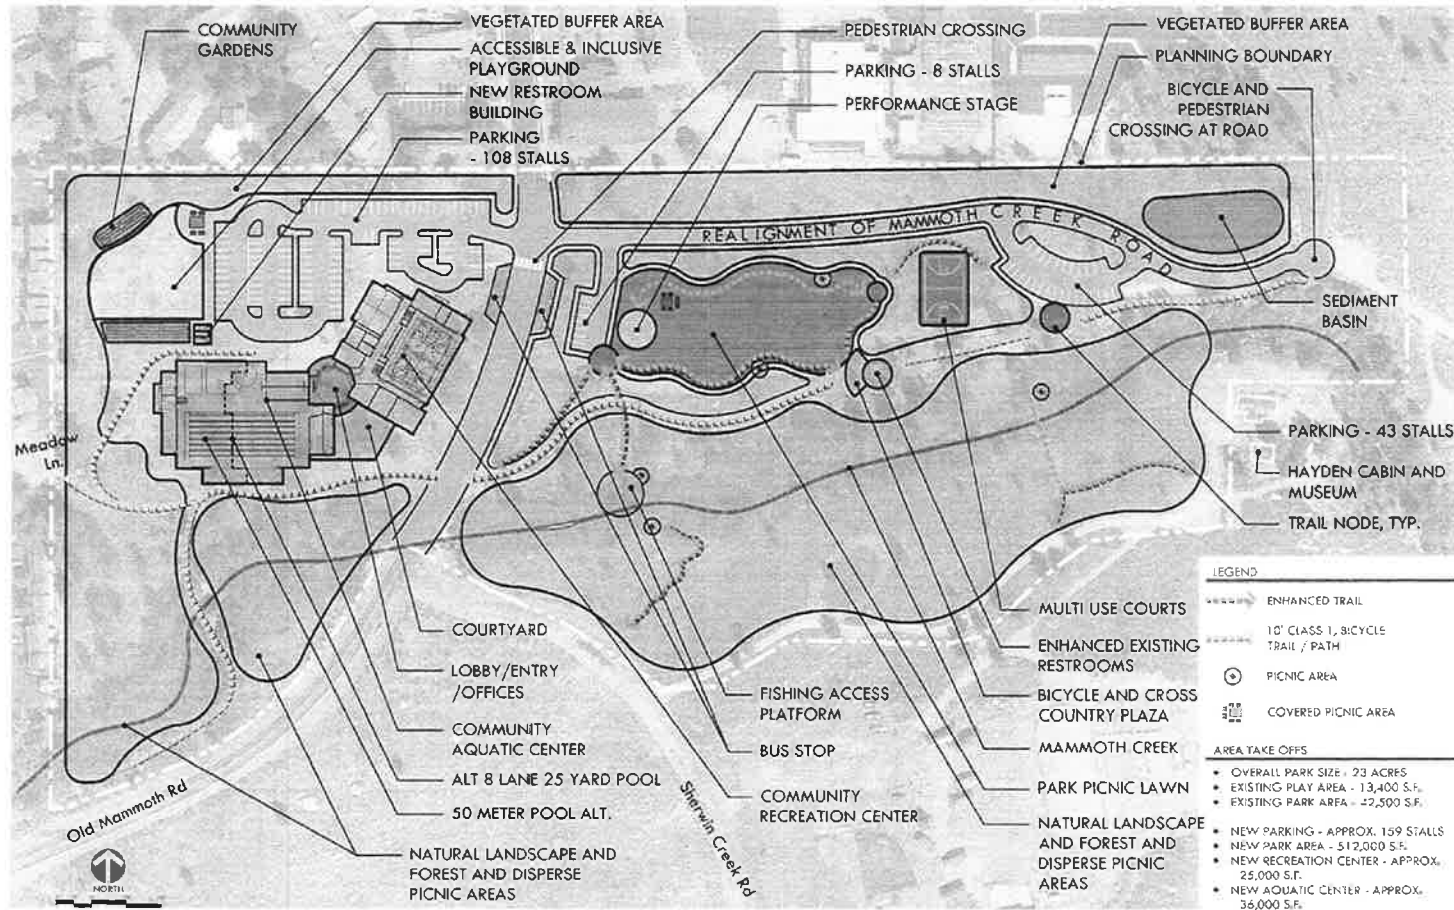 COMMUNITY
GARDENS
VEGETATED BUFFER AREA
ACCESSIBLE & INCLUSIVE
PLAYGROUND
NEW RESTROOM
BUILDING
PARKING
- 108 STALLS
PEDESTRIAN CROSSING
PARKING - 8 STALLS
PERFORMANCE STAGE
VEGETATED BUFFER AREA
PLANNING BOUNDARY
BICYCLE AND
PEDESTRIAN
CROSSING AT ROAD
REALIGNMENT OF MAMMOTH CREEK ROAD
SEDIMENT
BASIN
PARKING - 43 STALLS
HAYDEN CABIN AND
MUSEUM
TRAIL NODE, TYP.
Meadow
Ln.
COURTYARD
LOBBY/ENTRY
/OFFICES
COMMUNITY
AQUATIC CENTER
ALT 8 LANE 25 YARD POOL
50 METER POOL ALT.
NATURAL LANDSCAPE AND
FOREST AND DISPERSE
PICNIC AREAS
FISHING ACCESS
PLATFORM
BUS STOP
COMMUNITY
RECREATION CENTER
MULTI USE COURTS
ENHANCED EXISTING
RESTROOMS
BICYCLE AND CROSS
COUNTRY PLAZA
MAMMOTH CREEK
PARK PICNIC LAWN
NATURAL LANDSCAPE
AND FOREST AND
DISPERSE PICNIC
AREAS
Old Mammoth Rd
Sherwin Creek Rd
NORTH
LEGEND
ENHANCED TRAIL
10' CLASS 1, BICYCLE
TRAIL / PATH
PICNIC AREA
COVERED PICNIC AREA
AREA TAKE OFFS
• OVERALL PARK SIZE - 23 ACRES
• EXISTING PLAY AREA - 13,400 S.F.
• EXISTING PARK AREA - 42,500 S.F.
• NEW PARKING - APPROX. 159 STALLS
• NEW PARK AREA - 512,000 S.F.
• NEW RECREATION CENTER - APPROX.
25,000 S.F.
• NEW AQUATIC CENTER - APPROX.
36,000 S.F.